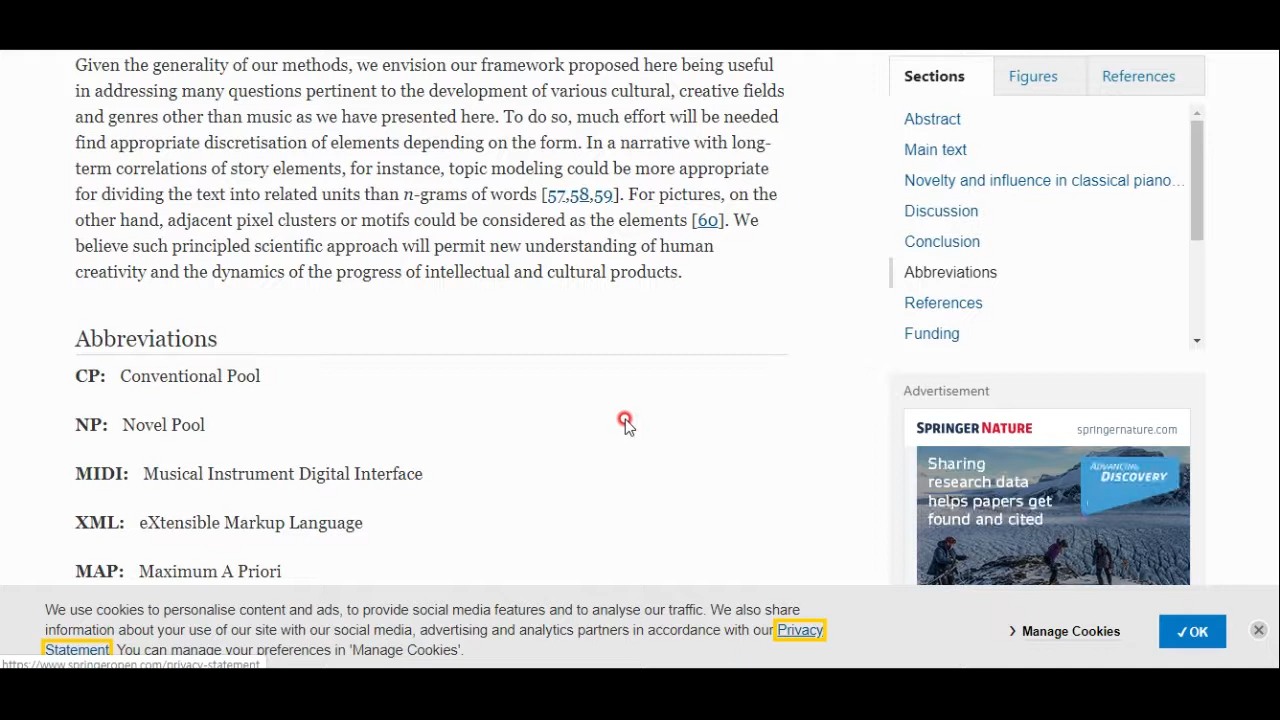 Given the generality of our methods, we envision our framework proposed here being useful
in addressing many questions pertinent to the development of various cultural, creative fields
and genres other than music as we have presented here. To do so, much effort will be needed
find appropriate discretisation of elements depending on the form. In a narrative with long-
term correlations of story elements, for instance, topic modeling could be more appropriate
for dividing the text into related units than n-grams of words [57,58,59]. For pictures, on the
other hand, adjacent pixel clusters or motifs could be considered as the elements [60]. We
believe such principled scientific approach will permit new understanding of human
creativity and the dynamics of the progress of intellectual and cultural products.
Abbreviations
CP: Conventional Pool
NP: Novel Pool
MIDI: Musical Instrument Digital Interface
XML: eXtensible Markup Language
MAP: Maximum A Priori
Sections Figures References
Abstract
Main text
Novelty and influence in classical piano…
Discussion
Conclusion
Abbreviations
References
Funding
Advertisement
SPRINGER NATURE springernature.com
Sharing
research data
helps papers get
found and cited
ADVANCING
DISCOVERY
We use cookies to personalise content and ads, to provide social media features and to analyse our traffic. We also share
information about your use of our site with our social media, advertising and analytics partners in accordance with our Privacy
Statement. You can manage your preferences in 'Manage Cookies'.
Manage Cookies
✓ OK
https://www.springeropen.com/privacy-statement